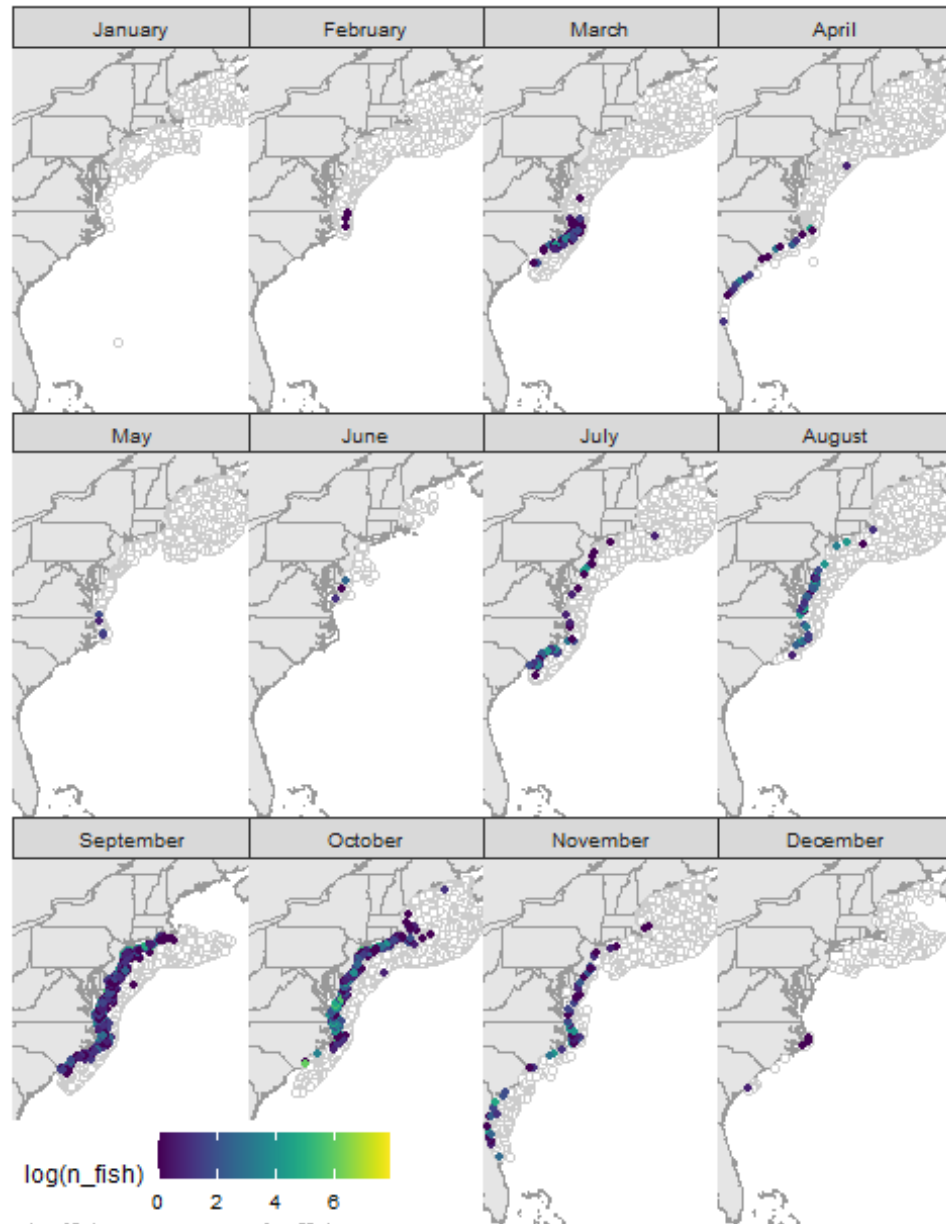 January February March April
May June July August
September October November December
log(n_fish)
0 2 4 6